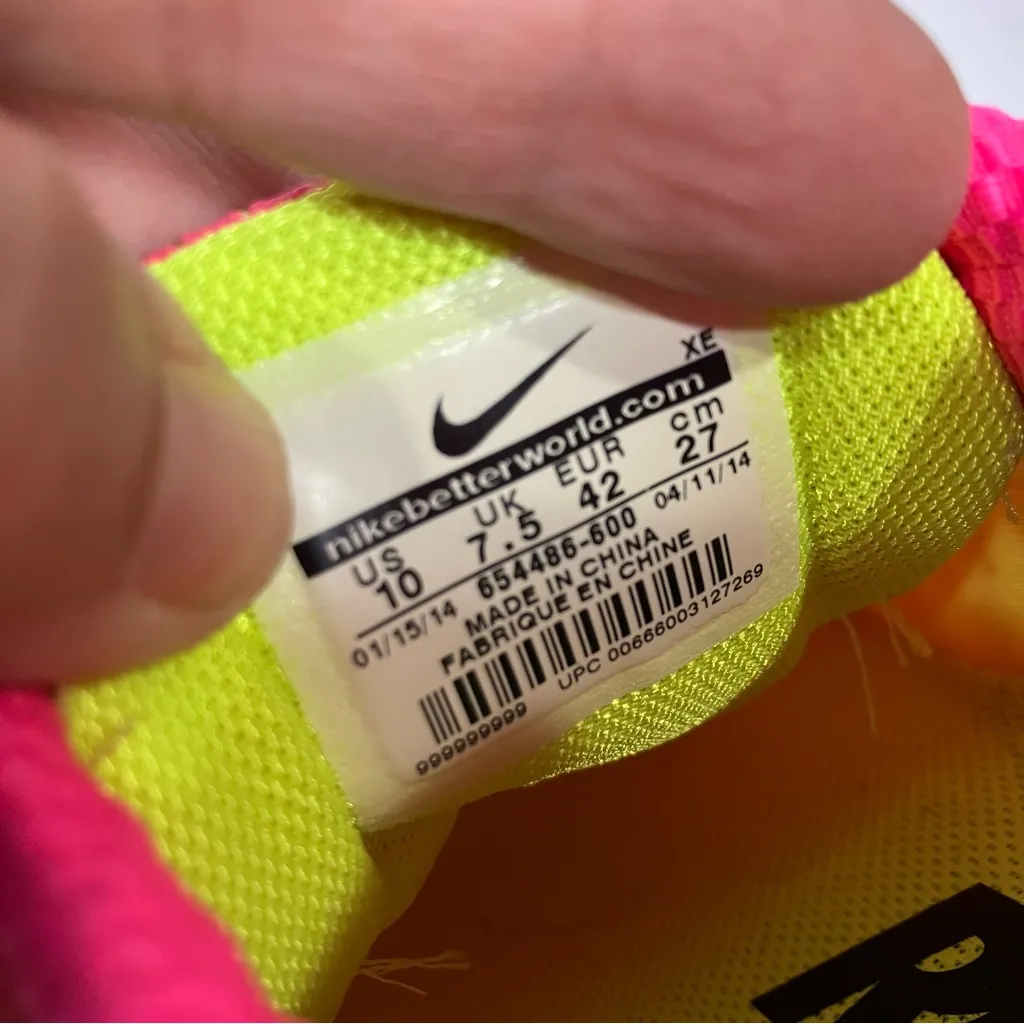 XE
nikebetterworld.com
US UK EUR cm
10 7.5 42 27
01/15/14 654486-600 04/11/14
MADE IN CHINA
FABRIQUE EN CHINE
UPC 00666003127269
999999999
R